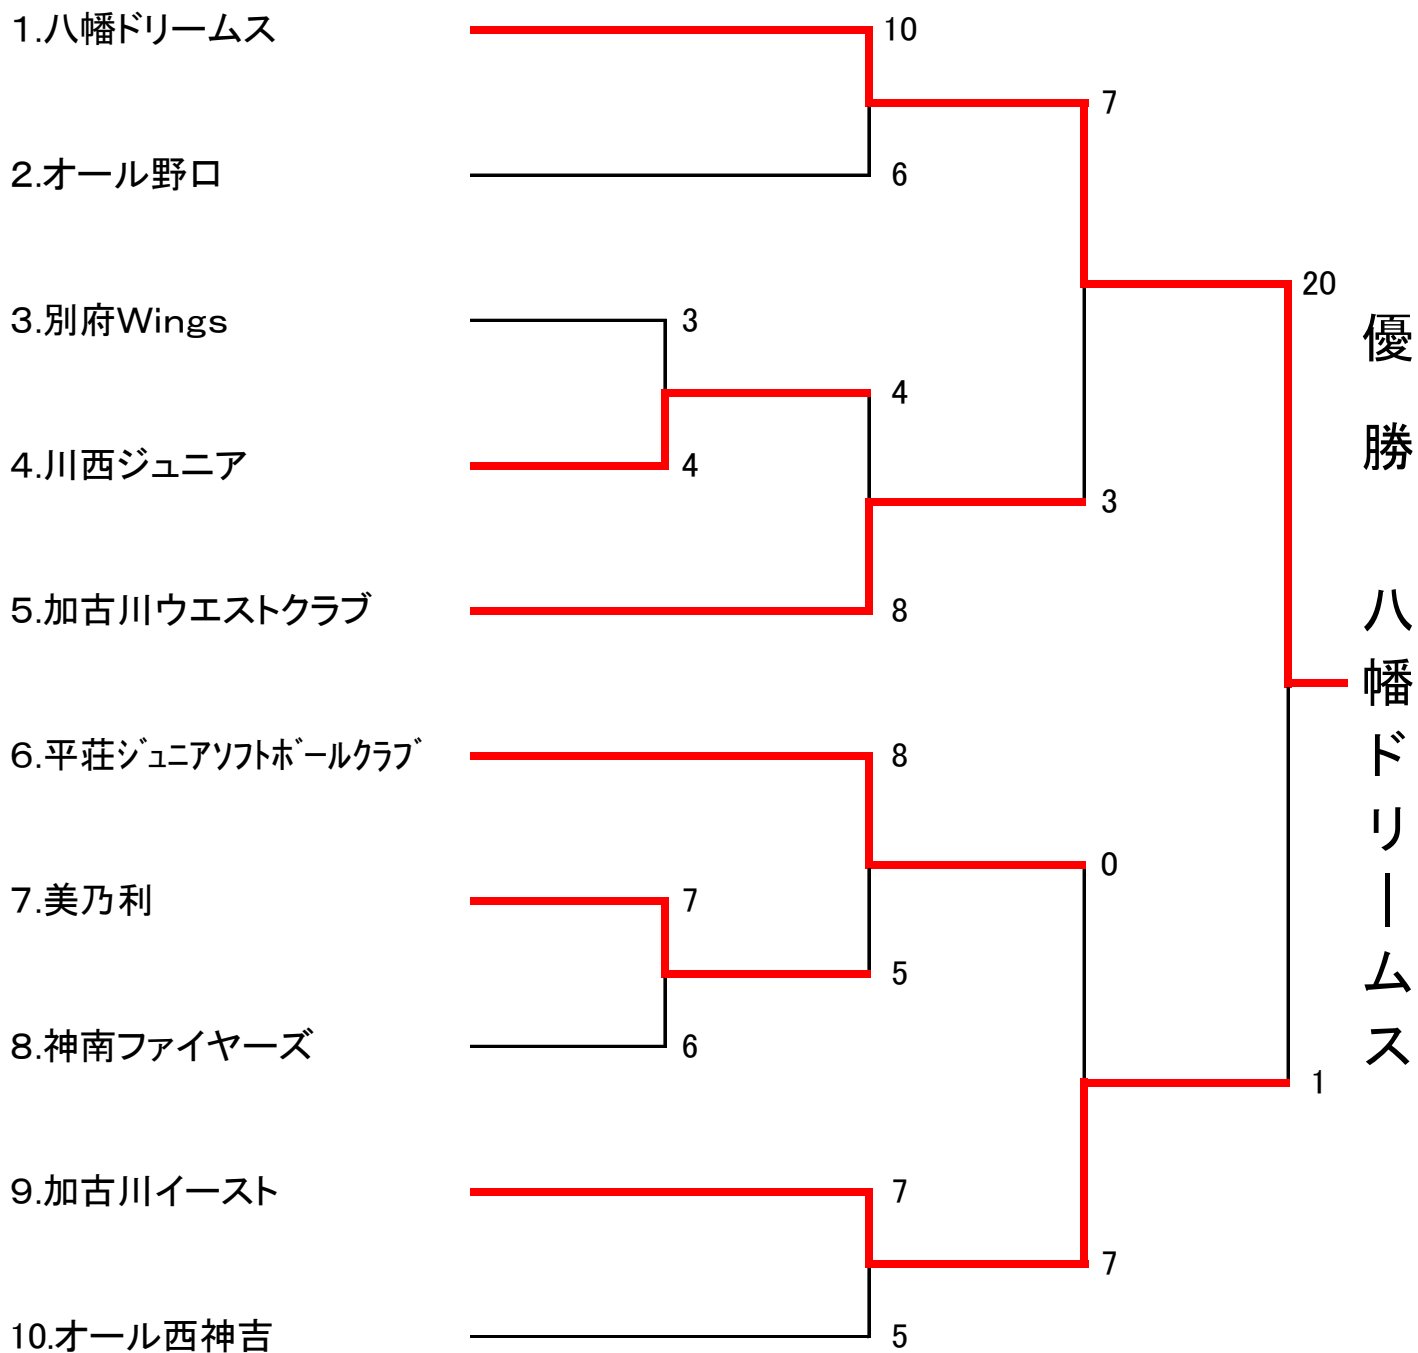 1.八幡ドリームス
10
7
2.オール野口
6
20
3.別府Wings
3
4
4.川西ジュニア
4
3
5.加古川ウエストクラブ
8
6.平荘ｼﾞｭﾆｱｿﾌﾄﾎﾞｰﾙｸﾗﾌﾞ
8
0
7.美乃利
7
5
8.神南ファイヤーズ
6
1
9.加古川イースト
7
7
10.オール西神吉
5
優勝 八幡ドリームス